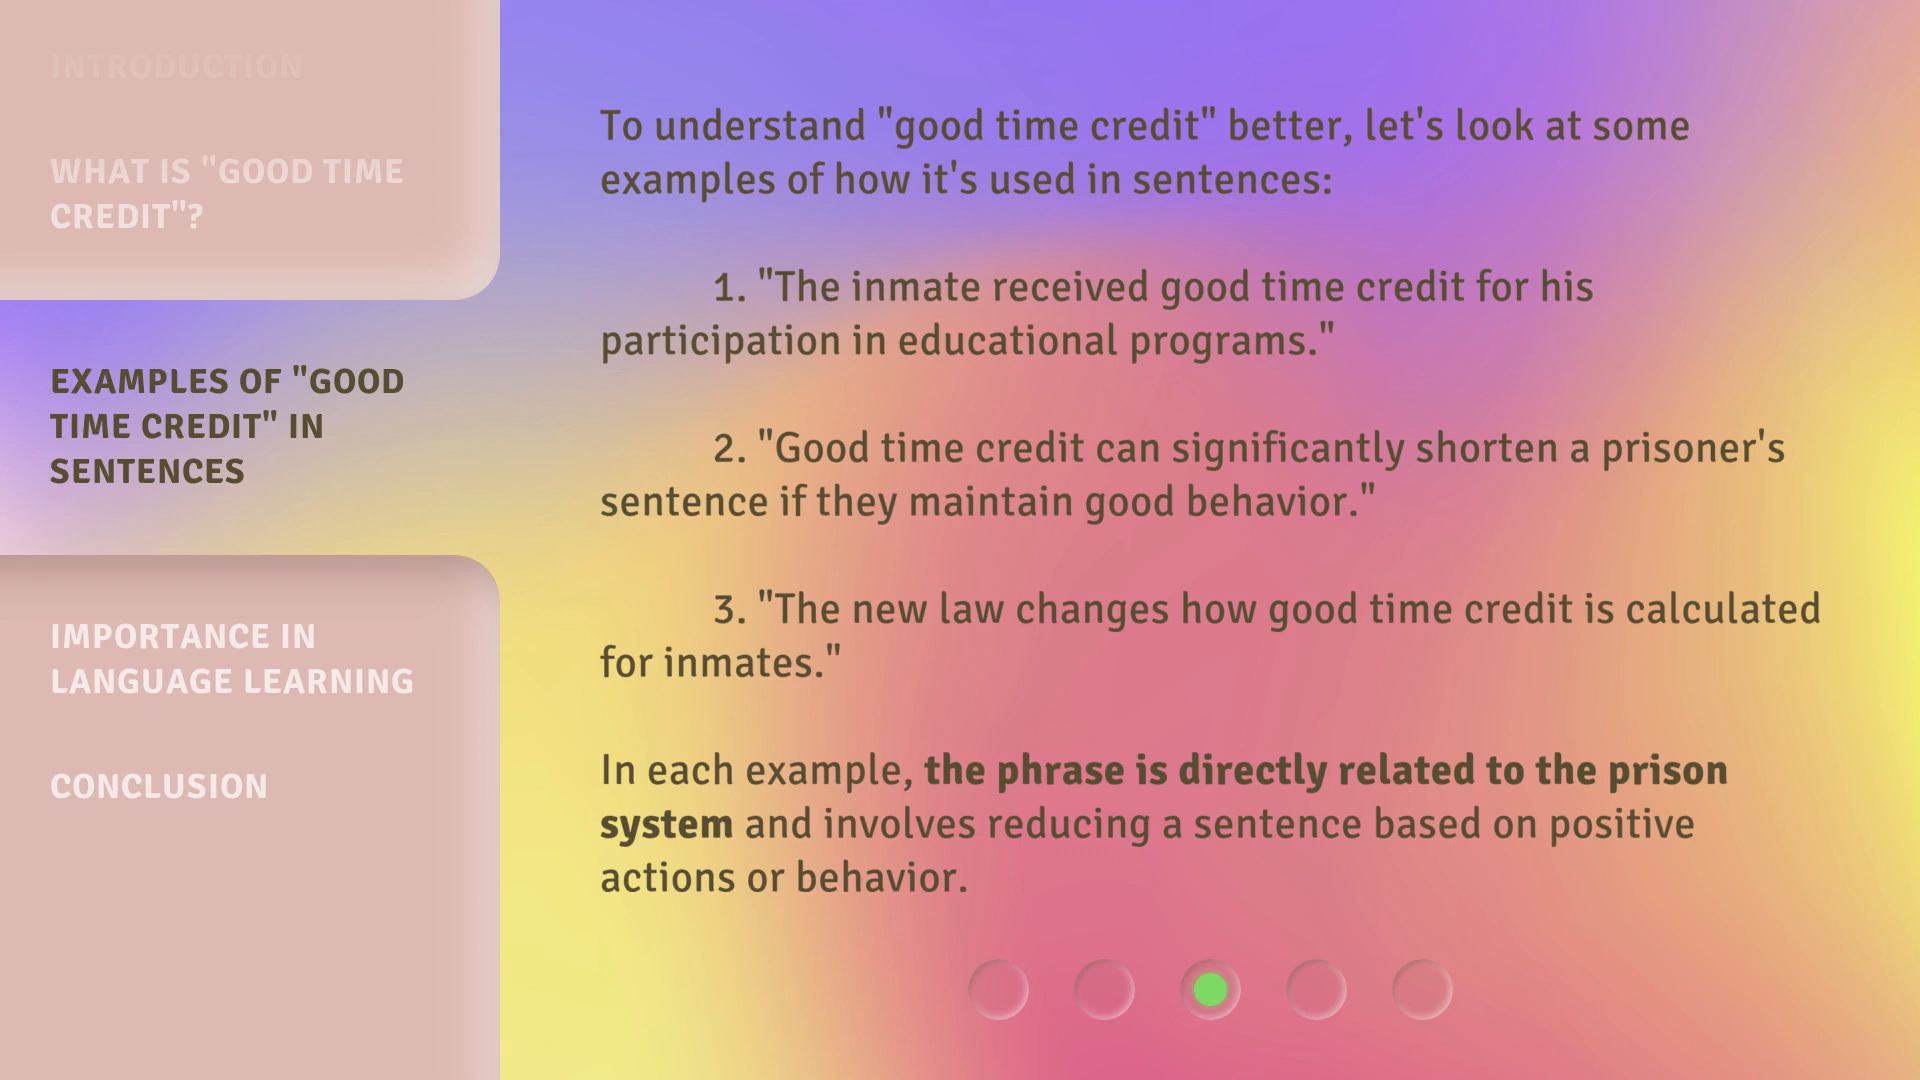 INTRODUCTION
WHAT IS "GOOD TIME
CREDIT"?
EXAMPLES OF "GOOD
TIME CREDIT" IN
SENTENCES
IMPORTANCE IN
LANGUAGE LEARNING
CONCLUSION
To understand "good time credit" better, let's look at some
examples of how it's used in sentences:
1. "The inmate received good time credit for his
participation in educational programs."
2. "Good time credit can significantly shorten a prisoner's
sentence if they maintain good behavior."
3. "The new law changes how good time credit is calculated
for inmates."
In each example, the phrase is directly related to the prison
system and involves reducing a sentence based on positive
actions or behavior.